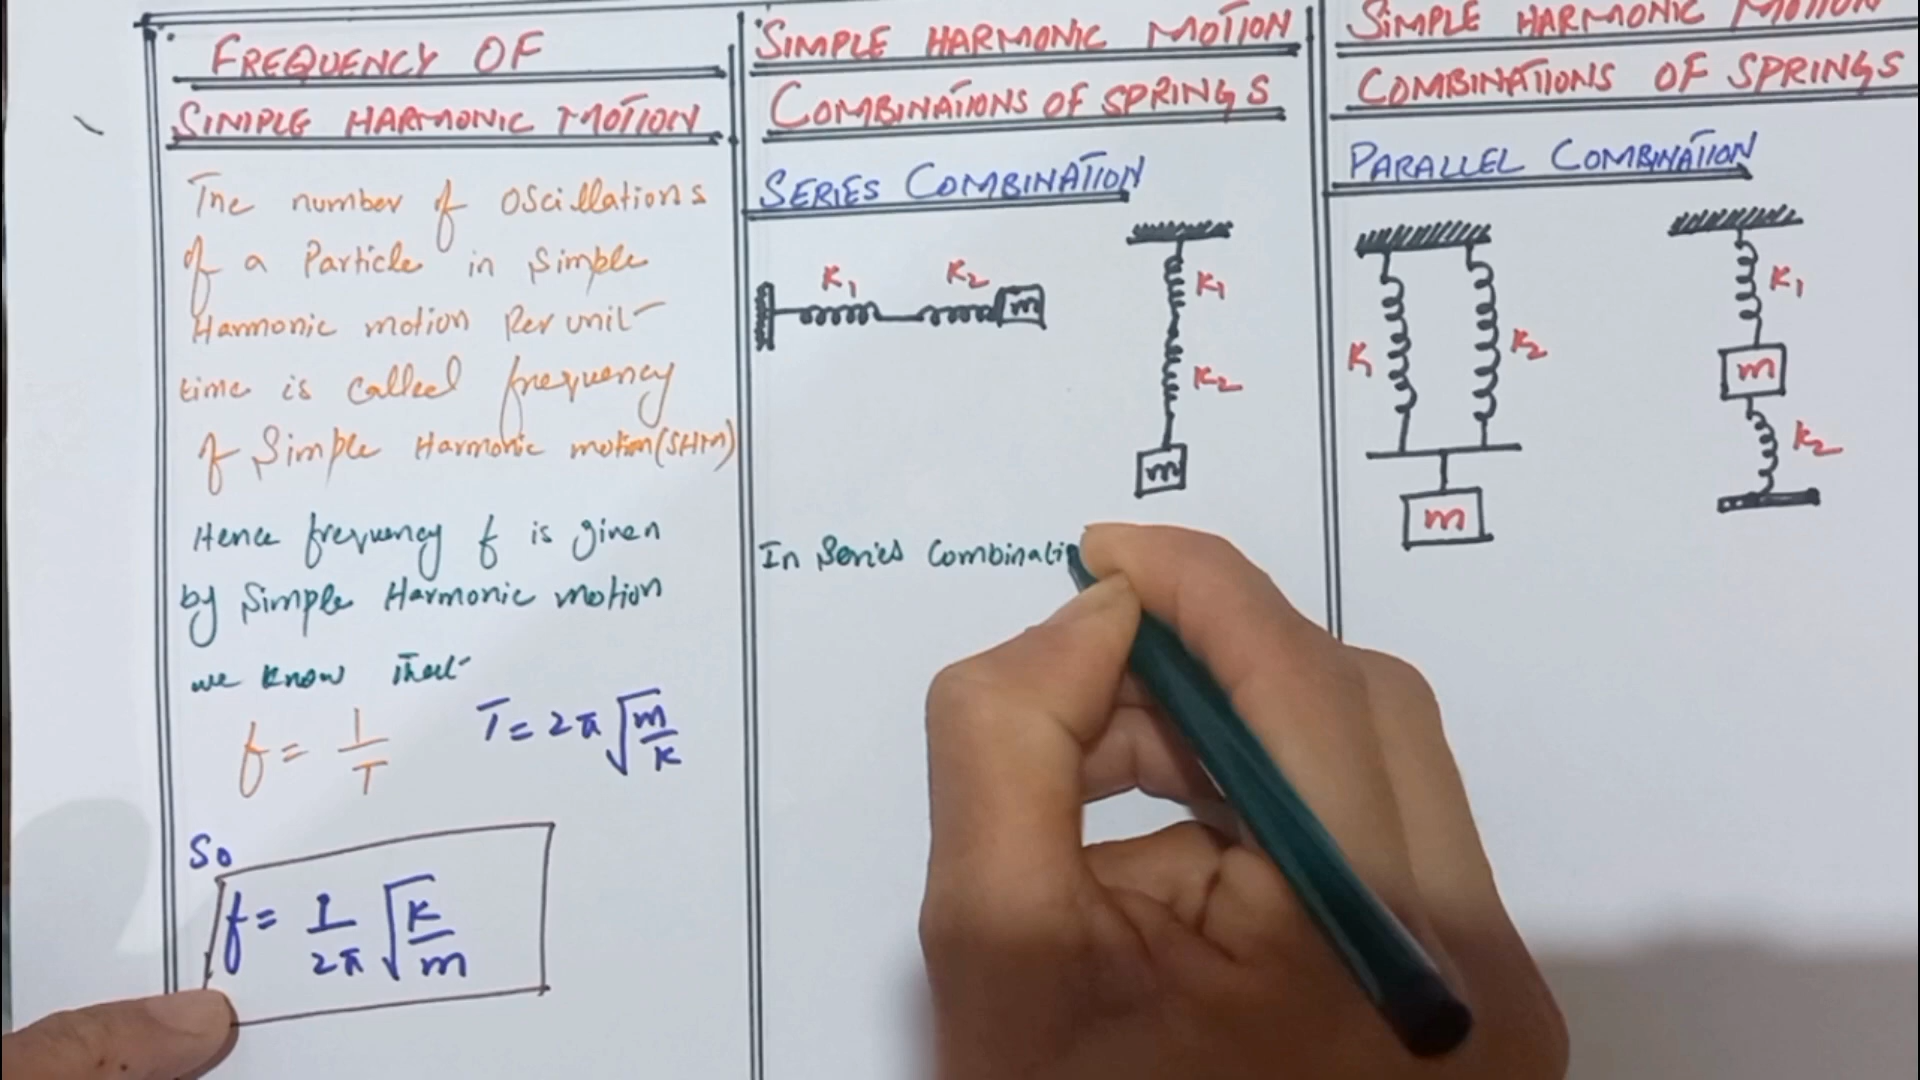 FREQUENCY OF
SIMPLE HARMONIC MOTION
The number of oscillations
of a Particle in simple
Harmonic motion Per unit
time is called frequency
of Simple Harmonic motion (SHM)
Hence frequency f is given
by Simple Harmonic motion
we know that
f = 1/T T = 2π√(m/K)
So
f = 1/2π √(K/m)
SIMPLE HARMONIC MOTION
COMBINATIONS OF SPRINGS
SERIES COMBINATION
K1 K2 m
K1
K2
m
In Series Combinatio
SIMPLE HARMONIC MOTION
COMBINATIONS OF SPRINGS
PARALLEL COMBINATION
K1 K2
m
K1
m
K2